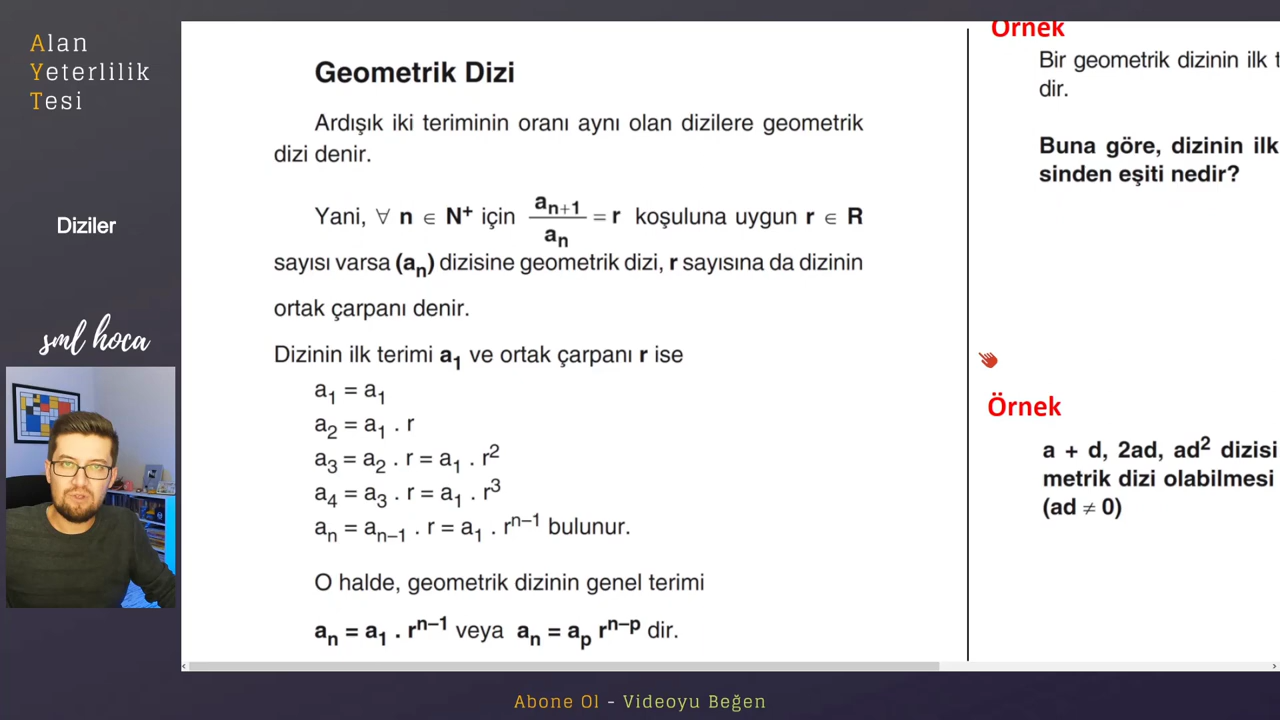 Alan
Yeterlilik
Tesi
Diziler
sml hoca
Geometrik Dizi
Ardışık iki teriminin oranı aynı olan dizilere geometrik
dizi denir.
Yani, ∀ n ∈ N⁺ için aₙ₊₁/aₙ = r koşuluna uygun r ∈ R
sayısı varsa (aₙ) dizisine geometrik dizi, r sayısına da dizinin
ortak çarpanı denir.
Dizinin ilk terimi a₁ ve ortak çarpanı r ise
a₁ = a₁
a₂ = a₁ . r
a₃ = a₂ . r = a₁ . r²
a₄ = a₃ . r = a₁ . r³
aₙ = aₙ₋₁ . r = a₁ . rⁿ⁻¹ bulunur.
O halde, geometrik dizinin genel terimi
aₙ = a₁ . rⁿ⁻¹ veya aₙ = aₚ rⁿ⁻ᵖ dir.
Örnek
Bir geometrik dizinin ilk t
dir.
Buna göre, dizinin ilk
sinden eşiti nedir?
Örnek
a + d, 2ad, ad² dizisi
metrik dizi olabilmesi
(ad ≠ 0)
Abone Ol - Videoyu Beğen